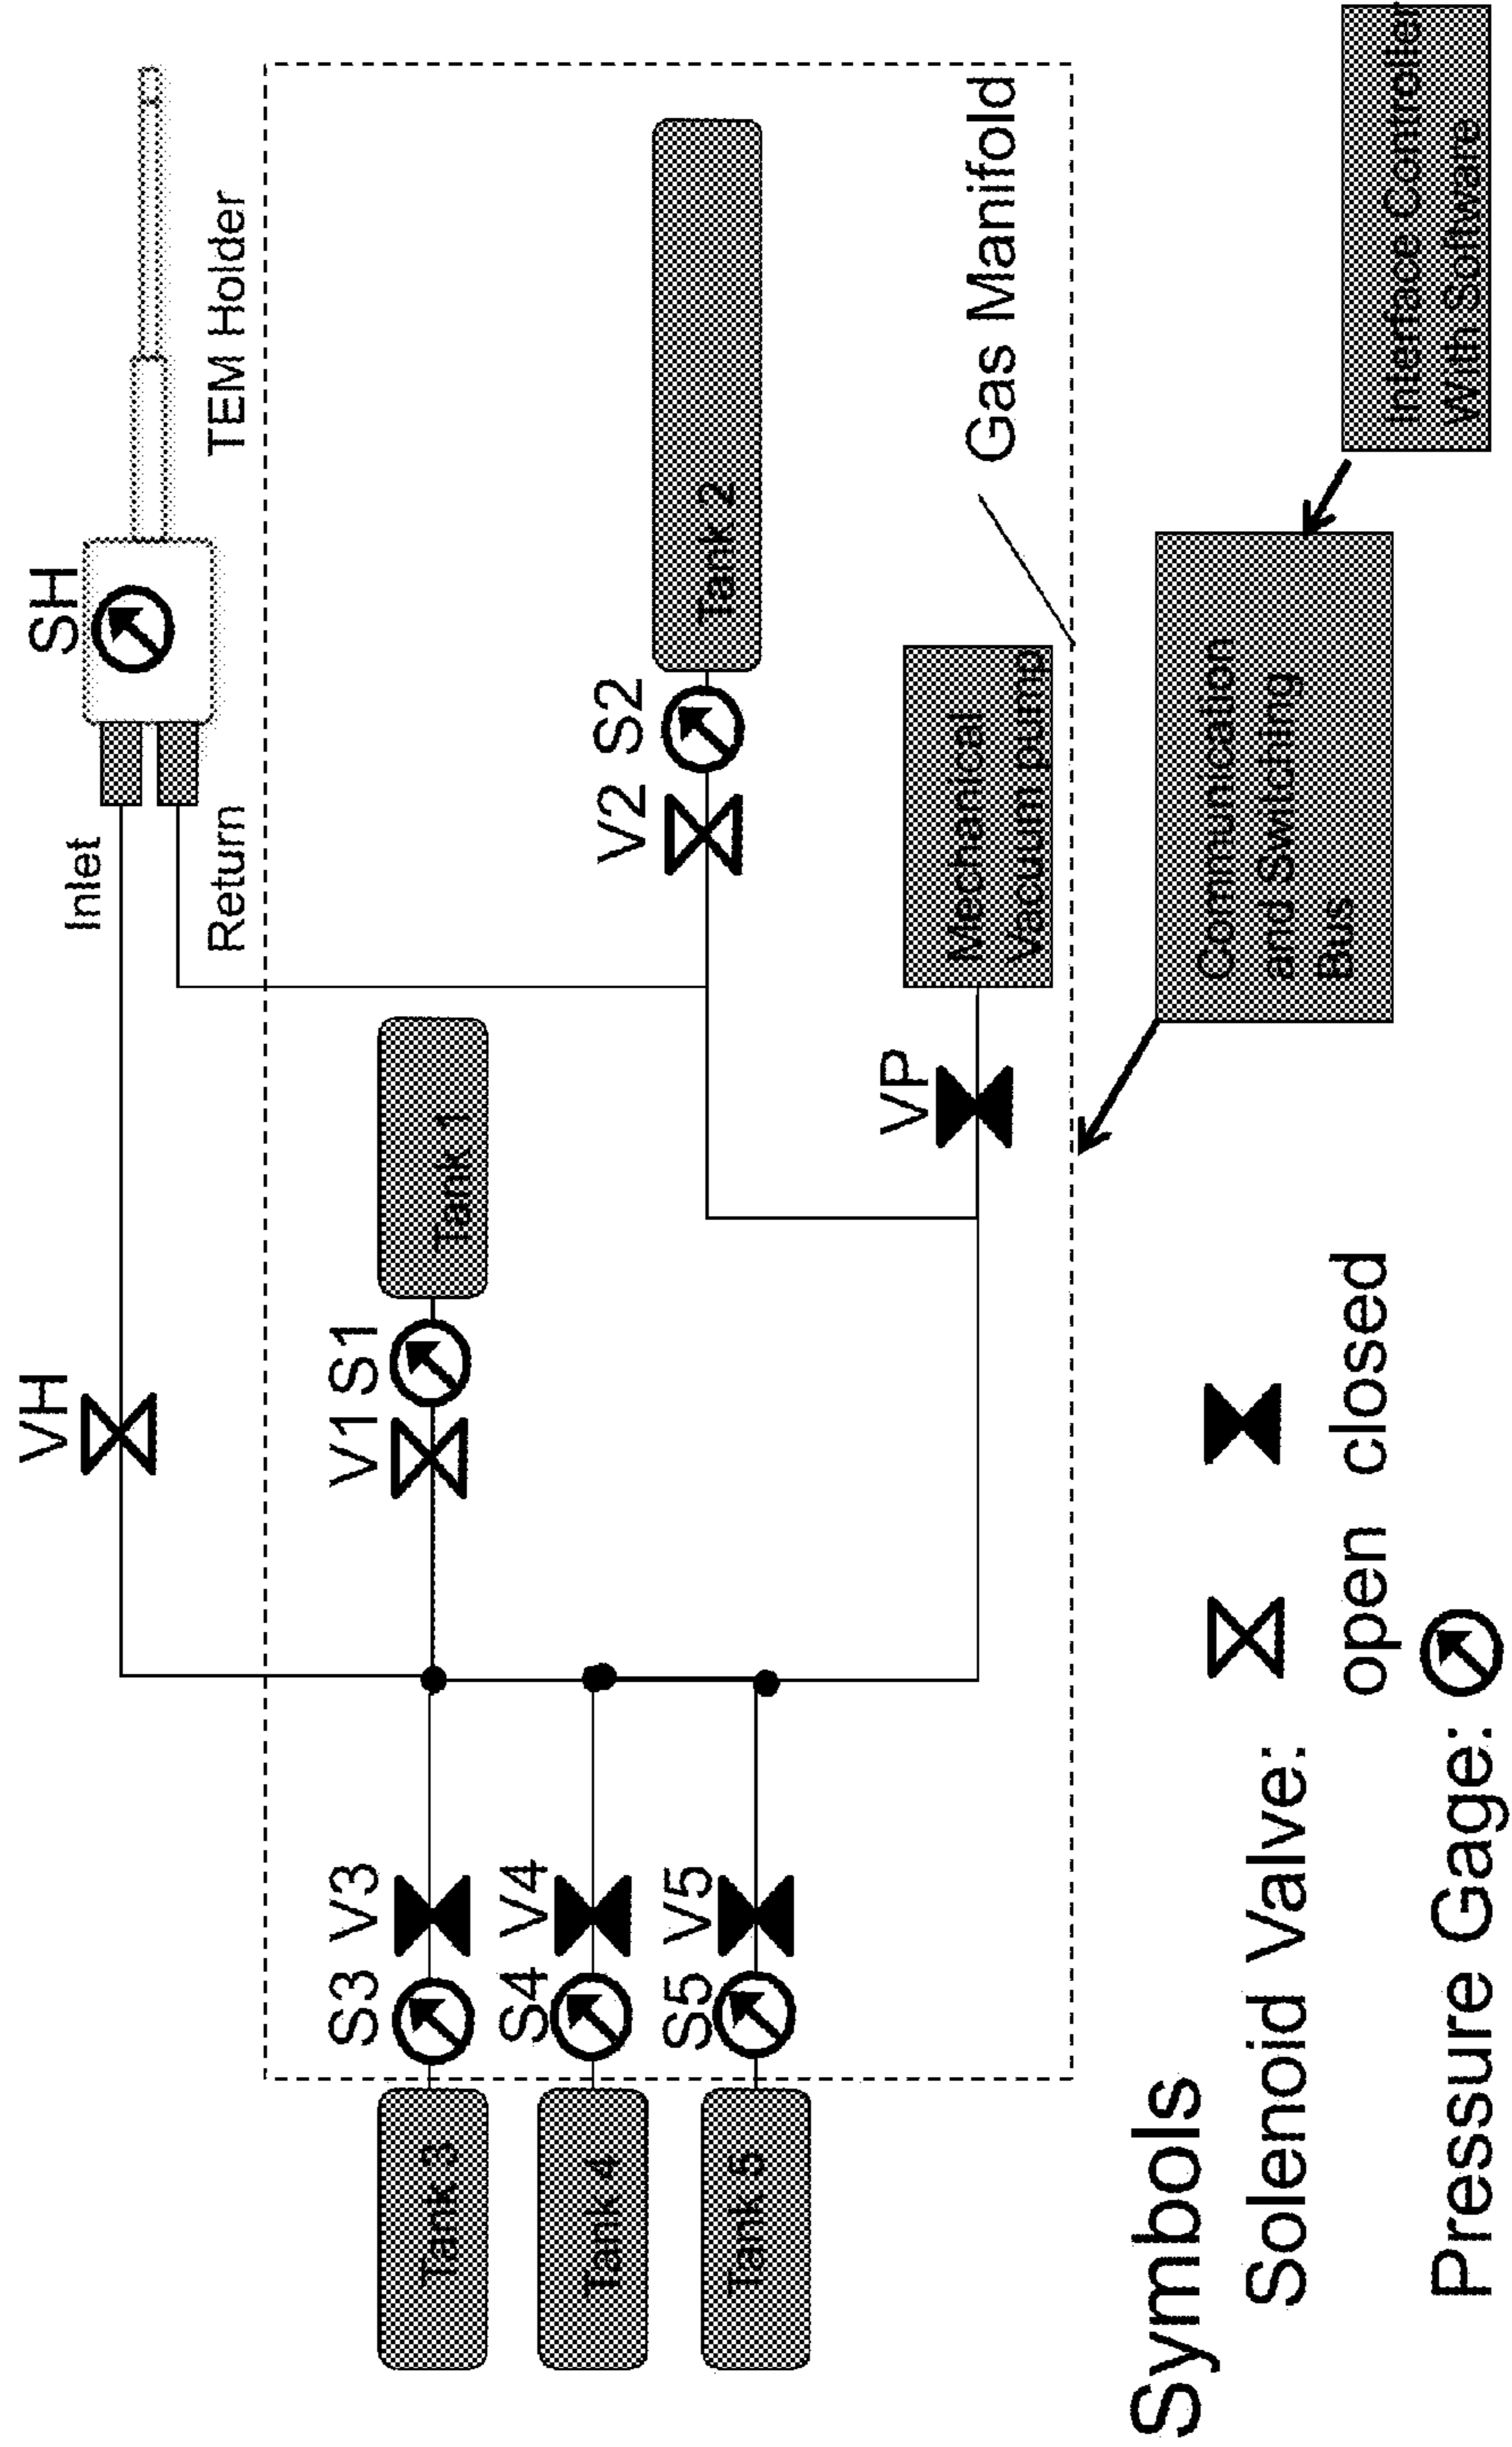 SH
TEM Holder
Inlet
Return
VH
V1 S1
Tank 1
V2 S2
Tank 2
S3 V3
Tank 3
S4 V4
Tank 4
S5 V5
Tank 5
VP
Mechanical
Vacuum pump
Gas Manifold
Communication
and Switching
Bus
Interface Controller
With Software
Symbols
Solenoid Valve:
open closed
Pressure Gage: